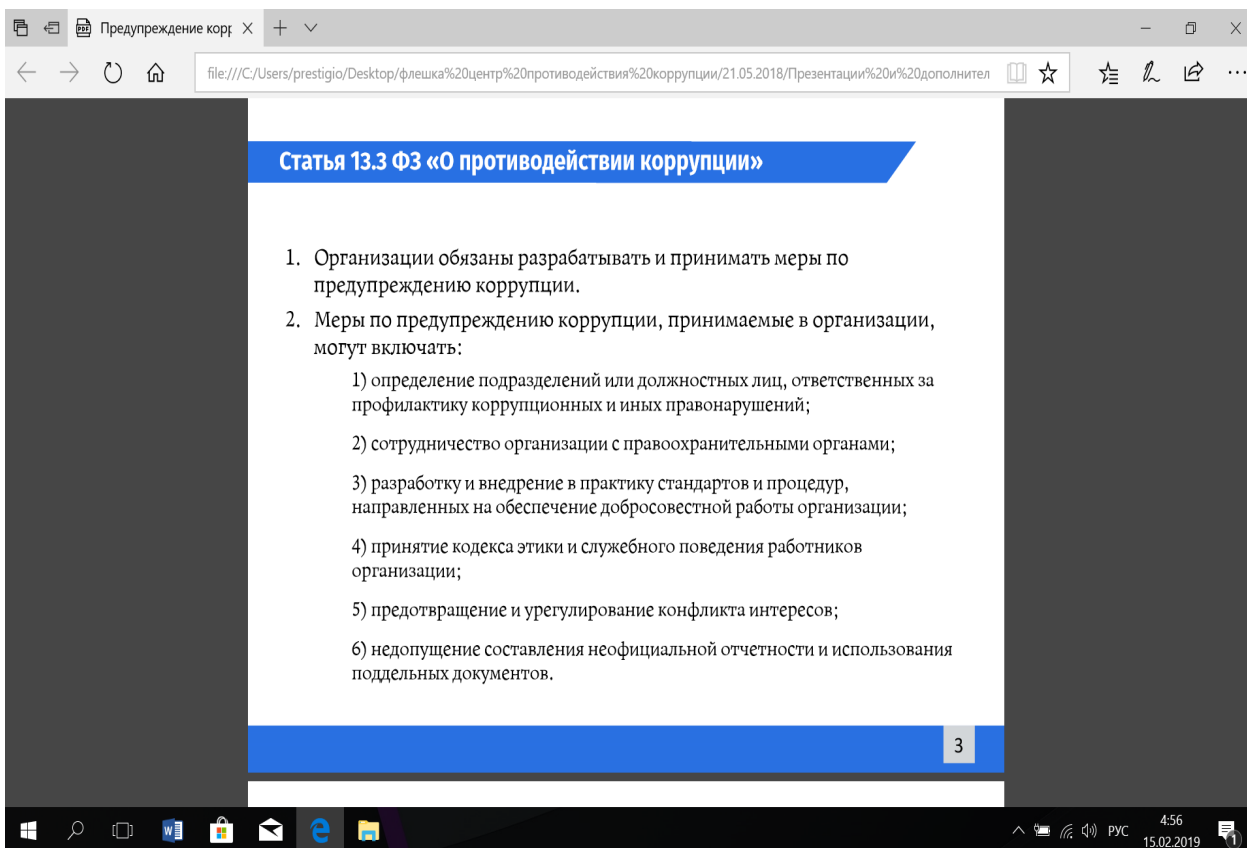 Предупреждение корр
file:///C:/Users/prestigio/Desktop/флешка%20центр%20противодействия%20коррупции/21.05.2018/Презентации%20и%20дополнител
Статья 13.3 ФЗ «О противодействии коррупции»
1. Организации обязаны разрабатывать и принимать меры по
предупреждению коррупции.
2. Меры по предупреждению коррупции, принимаемые в организации,
могут включать:
1) определение подразделений или должностных лиц, ответственных за
профилактику коррупционных и иных правонарушений;
2) сотрудничество организации с правоохранительными органами;
3) разработку и внедрение в практику стандартов и процедур,
направленных на обеспечение добросовестной работы организации;
4) принятие кодекса этики и служебного поведения работников
организации;
5) предотвращение и урегулирование конфликта интересов;
6) недопущение составления неофициальной отчетности и использования
поддельных документов.
3
РУС
4:56
15.02.2019
1